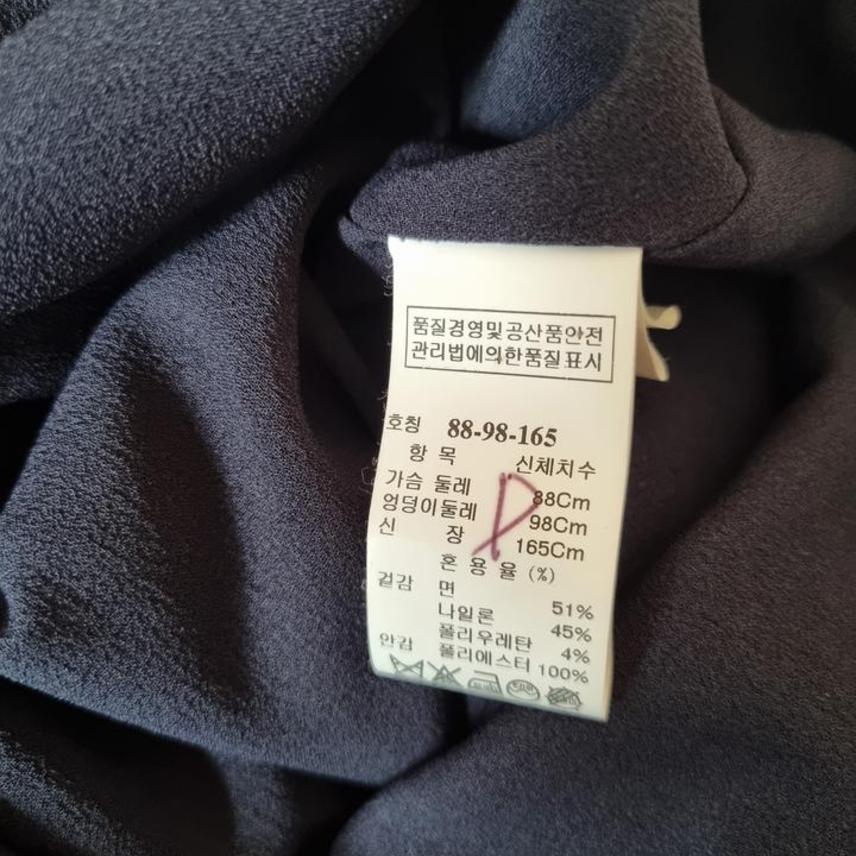 품질경영및공산품안전
관리법에의한품질표시
호칭 88-98-165
항 목 신체치수
가슴 둘레 88Cm
엉덩이둘레 98Cm
신 장 165Cm
혼 용 율 (%)
겉감 면 51%
나일론 45%
폴리우레탄 4%
안감 폴리에스터 100%